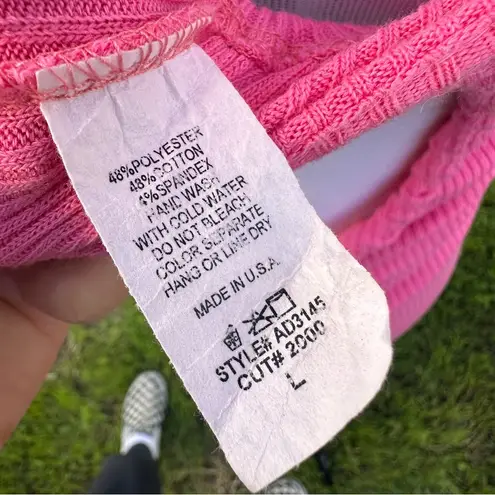 48%POLYESTER
48%COTTON
4%SPANDEX
HAND WASH
WITH COLD WATER
DO NOT BLEACH
COLOR SEPARATE
HANG OR LINE DRY
MADE IN U.S.A.
STYLE# AD3145
CUT# 2000
L